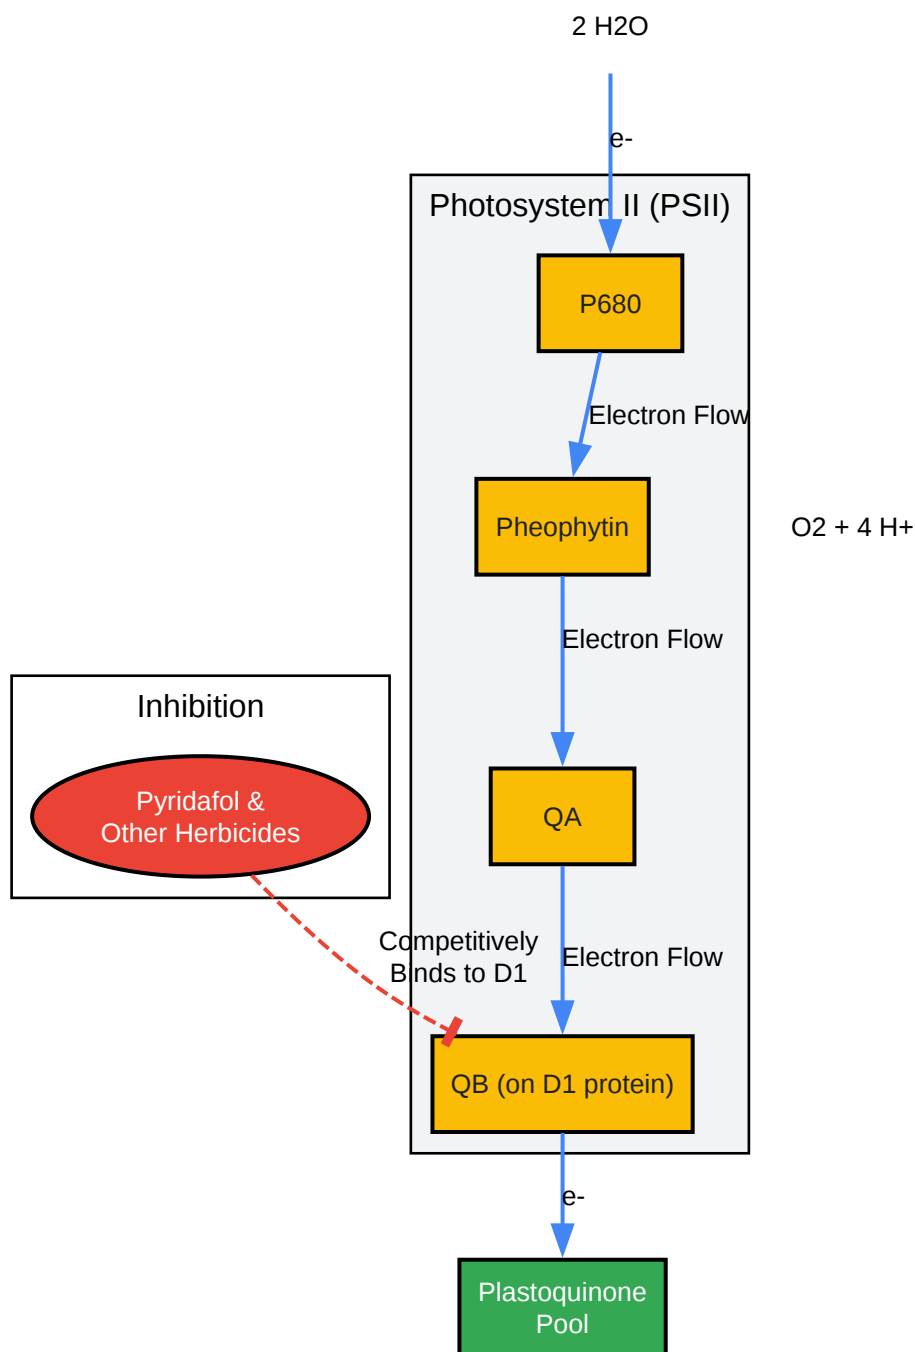 2 H2O
e-
Photosystem II (PSII)
P680
Electron Flow
Pheophytin
O2 + 4 H+
Electron Flow
Inhibition
Pyridafol &
Other Herbicides
QA
Competitively
Binds to D1
Electron Flow
QB (on D1 protein)
e-
Plastoquinone
Pool